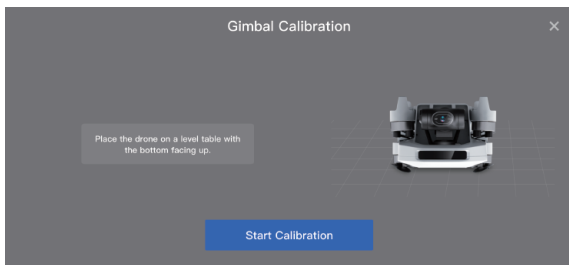 Gimbal Calibration
Place the drone on a level table with
the bottom facing up.
Start Calibration